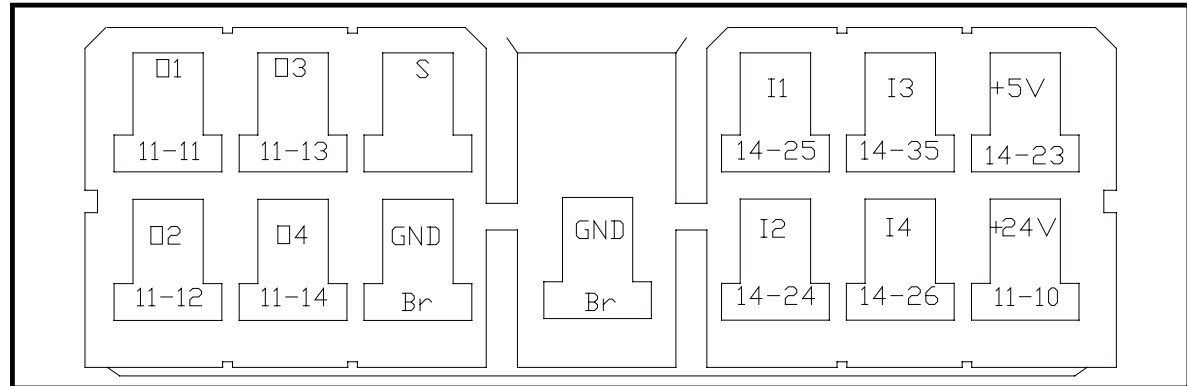 O1 O3 S I1 I3 +5V
11-11 11-13 14-25 14-35 14-23
O2 O4 GND GND I2 I4 +24V
11-12 11-14 Br Br 14-24 14-26 11-10